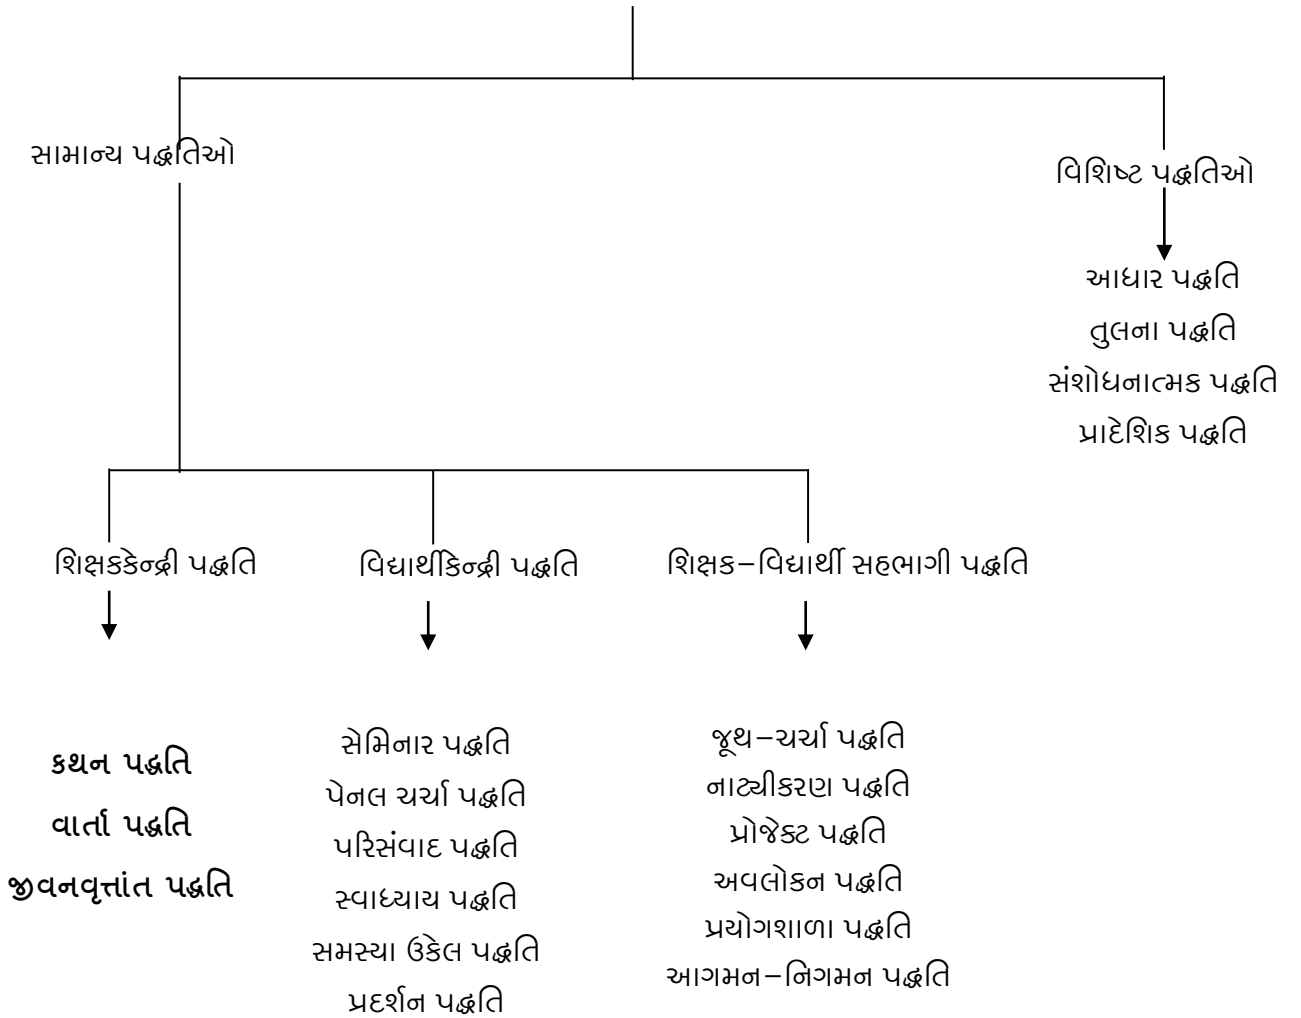 સામાન્ય પદ્ધતિઓ
વિશિષ્ટ પદ્ધતિઓ
આધાર પદ્ધતિ
તુલના પદ્ધતિ
સંશોધનાત્મક પદ્ધતિ
પ્રાદેશિક પદ્ધતિ
શિક્ષકકેન્દ્રી પદ્ધતિ
કથન પદ્ધતિ
વાર્તા પદ્ધતિ
જીવનવૃત્તાંત પદ્ધતિ
વિદ્યાર્થીકેન્દ્રી પદ્ધતિ
સેમિનાર પદ્ધતિ
પેનલ ચર્ચા પદ્ધતિ
પરિસંવાદ પદ્ધતિ
સ્વાધ્યાય પદ્ધતિ
સમસ્યા ઉકેલ પદ્ધતિ
પ્રદર્શન પદ્ધતિ
શિક્ષક–વિદ્યાર્થી સહભાગી પદ્ધતિ
જૂથ–ચર્ચા પદ્ધતિ
નાટ્યીકરણ પદ્ધતિ
પ્રોજેક્ટ પદ્ધતિ
અવલોકન પદ્ધતિ
પ્રયોગશાળા પદ્ધતિ
આગમન–નિગમન પદ્ધતિ